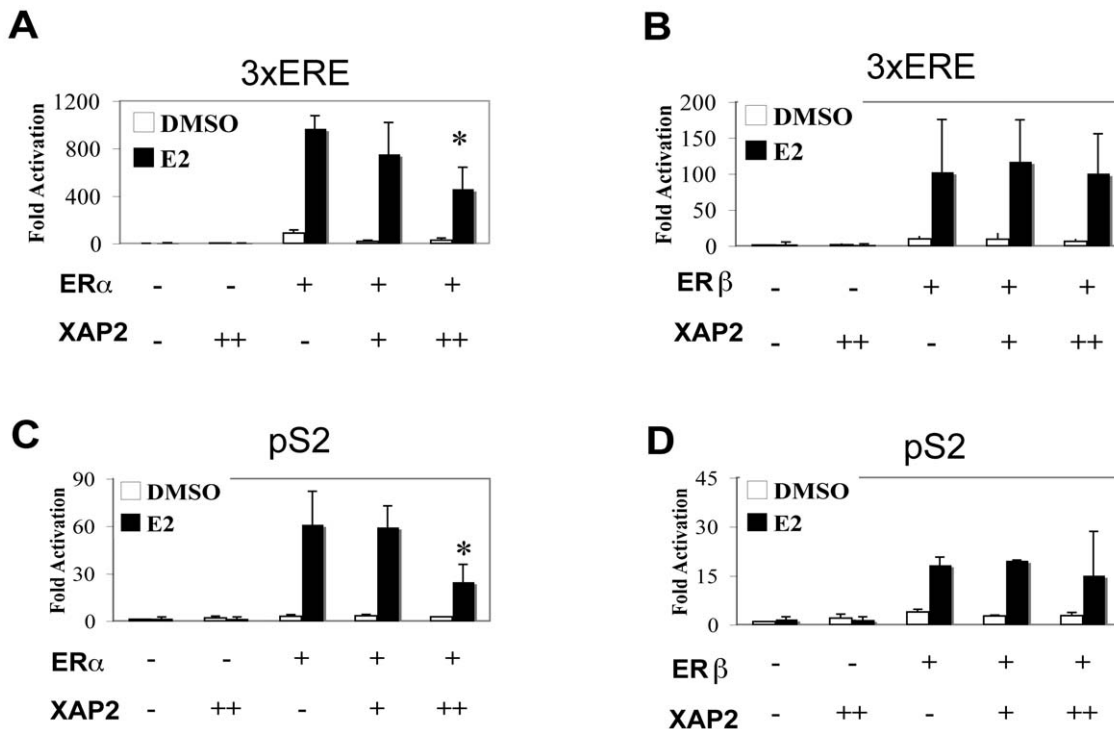 A
3xERE
1200
800
400
0
Fold Activation
DMSO
E2
*
ERα - - + + +
XAP2 - ++ - + ++
B
3xERE
200
150
100
50
0
Fold Activation
DMSO
E2
ER β - - + + +
XAP2 - ++ - + ++
C
pS2
90
60
30
0
Fold Activation
DMSO
E2
*
ERα - - + + +
XAP2 - ++ - + ++
D
pS2
45
30
15
0
Fold Activation
DMSO
E2
ER β - - + + +
XAP2 - ++ - + ++